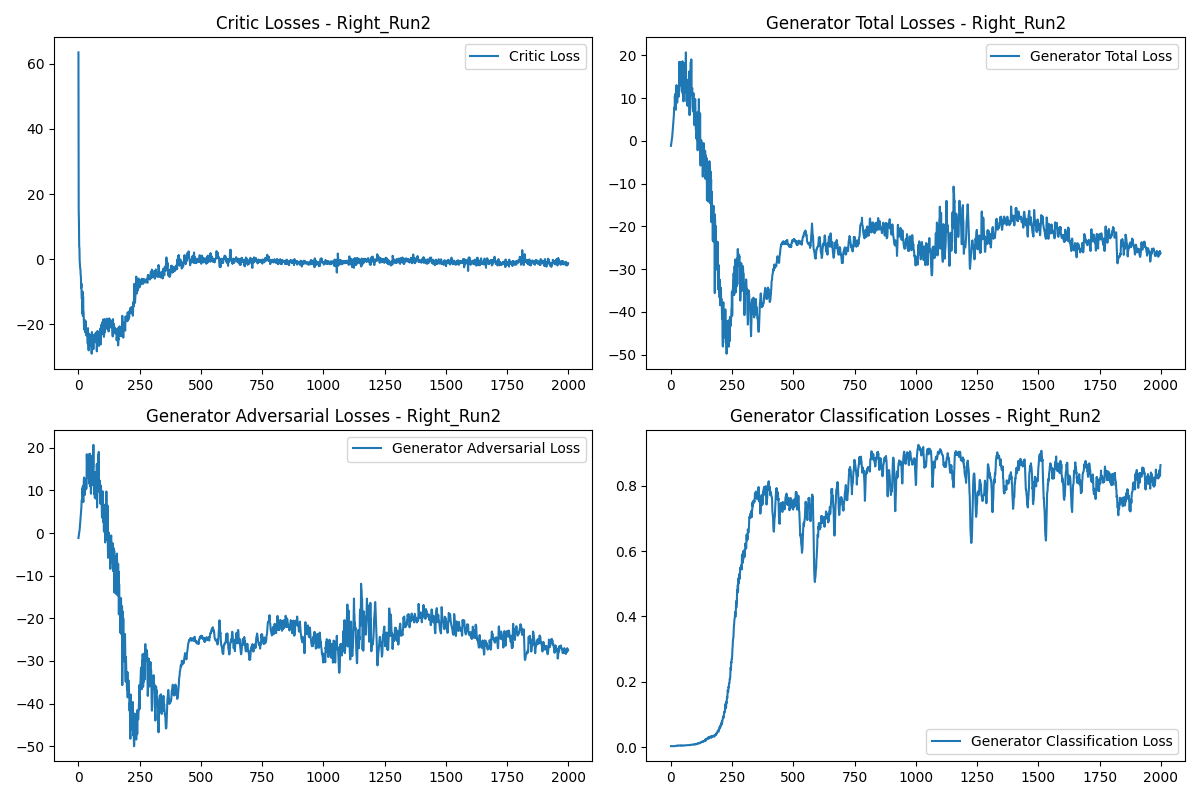 Critic Losses - Right_Run2
Critic Loss
60
40
20
0
−20
0 250 500 750 1000 1250 1500 1750 2000
Generator Total Losses - Right_Run2
Generator Total Loss
20
10
0
−10
−20
−30
−40
−50
0 250 500 750 1000 1250 1500 1750 2000
Generator Adversarial Losses - Right_Run2
Generator Adversarial Loss
20
10
0
−10
−20
−30
−40
−50
0 250 500 750 1000 1250 1500 1750 2000
Generator Classification Losses - Right_Run2
0.8
0.6
0.4
0.2
0.0
Generator Classification Loss
0 250 500 750 1000 1250 1500 1750 2000